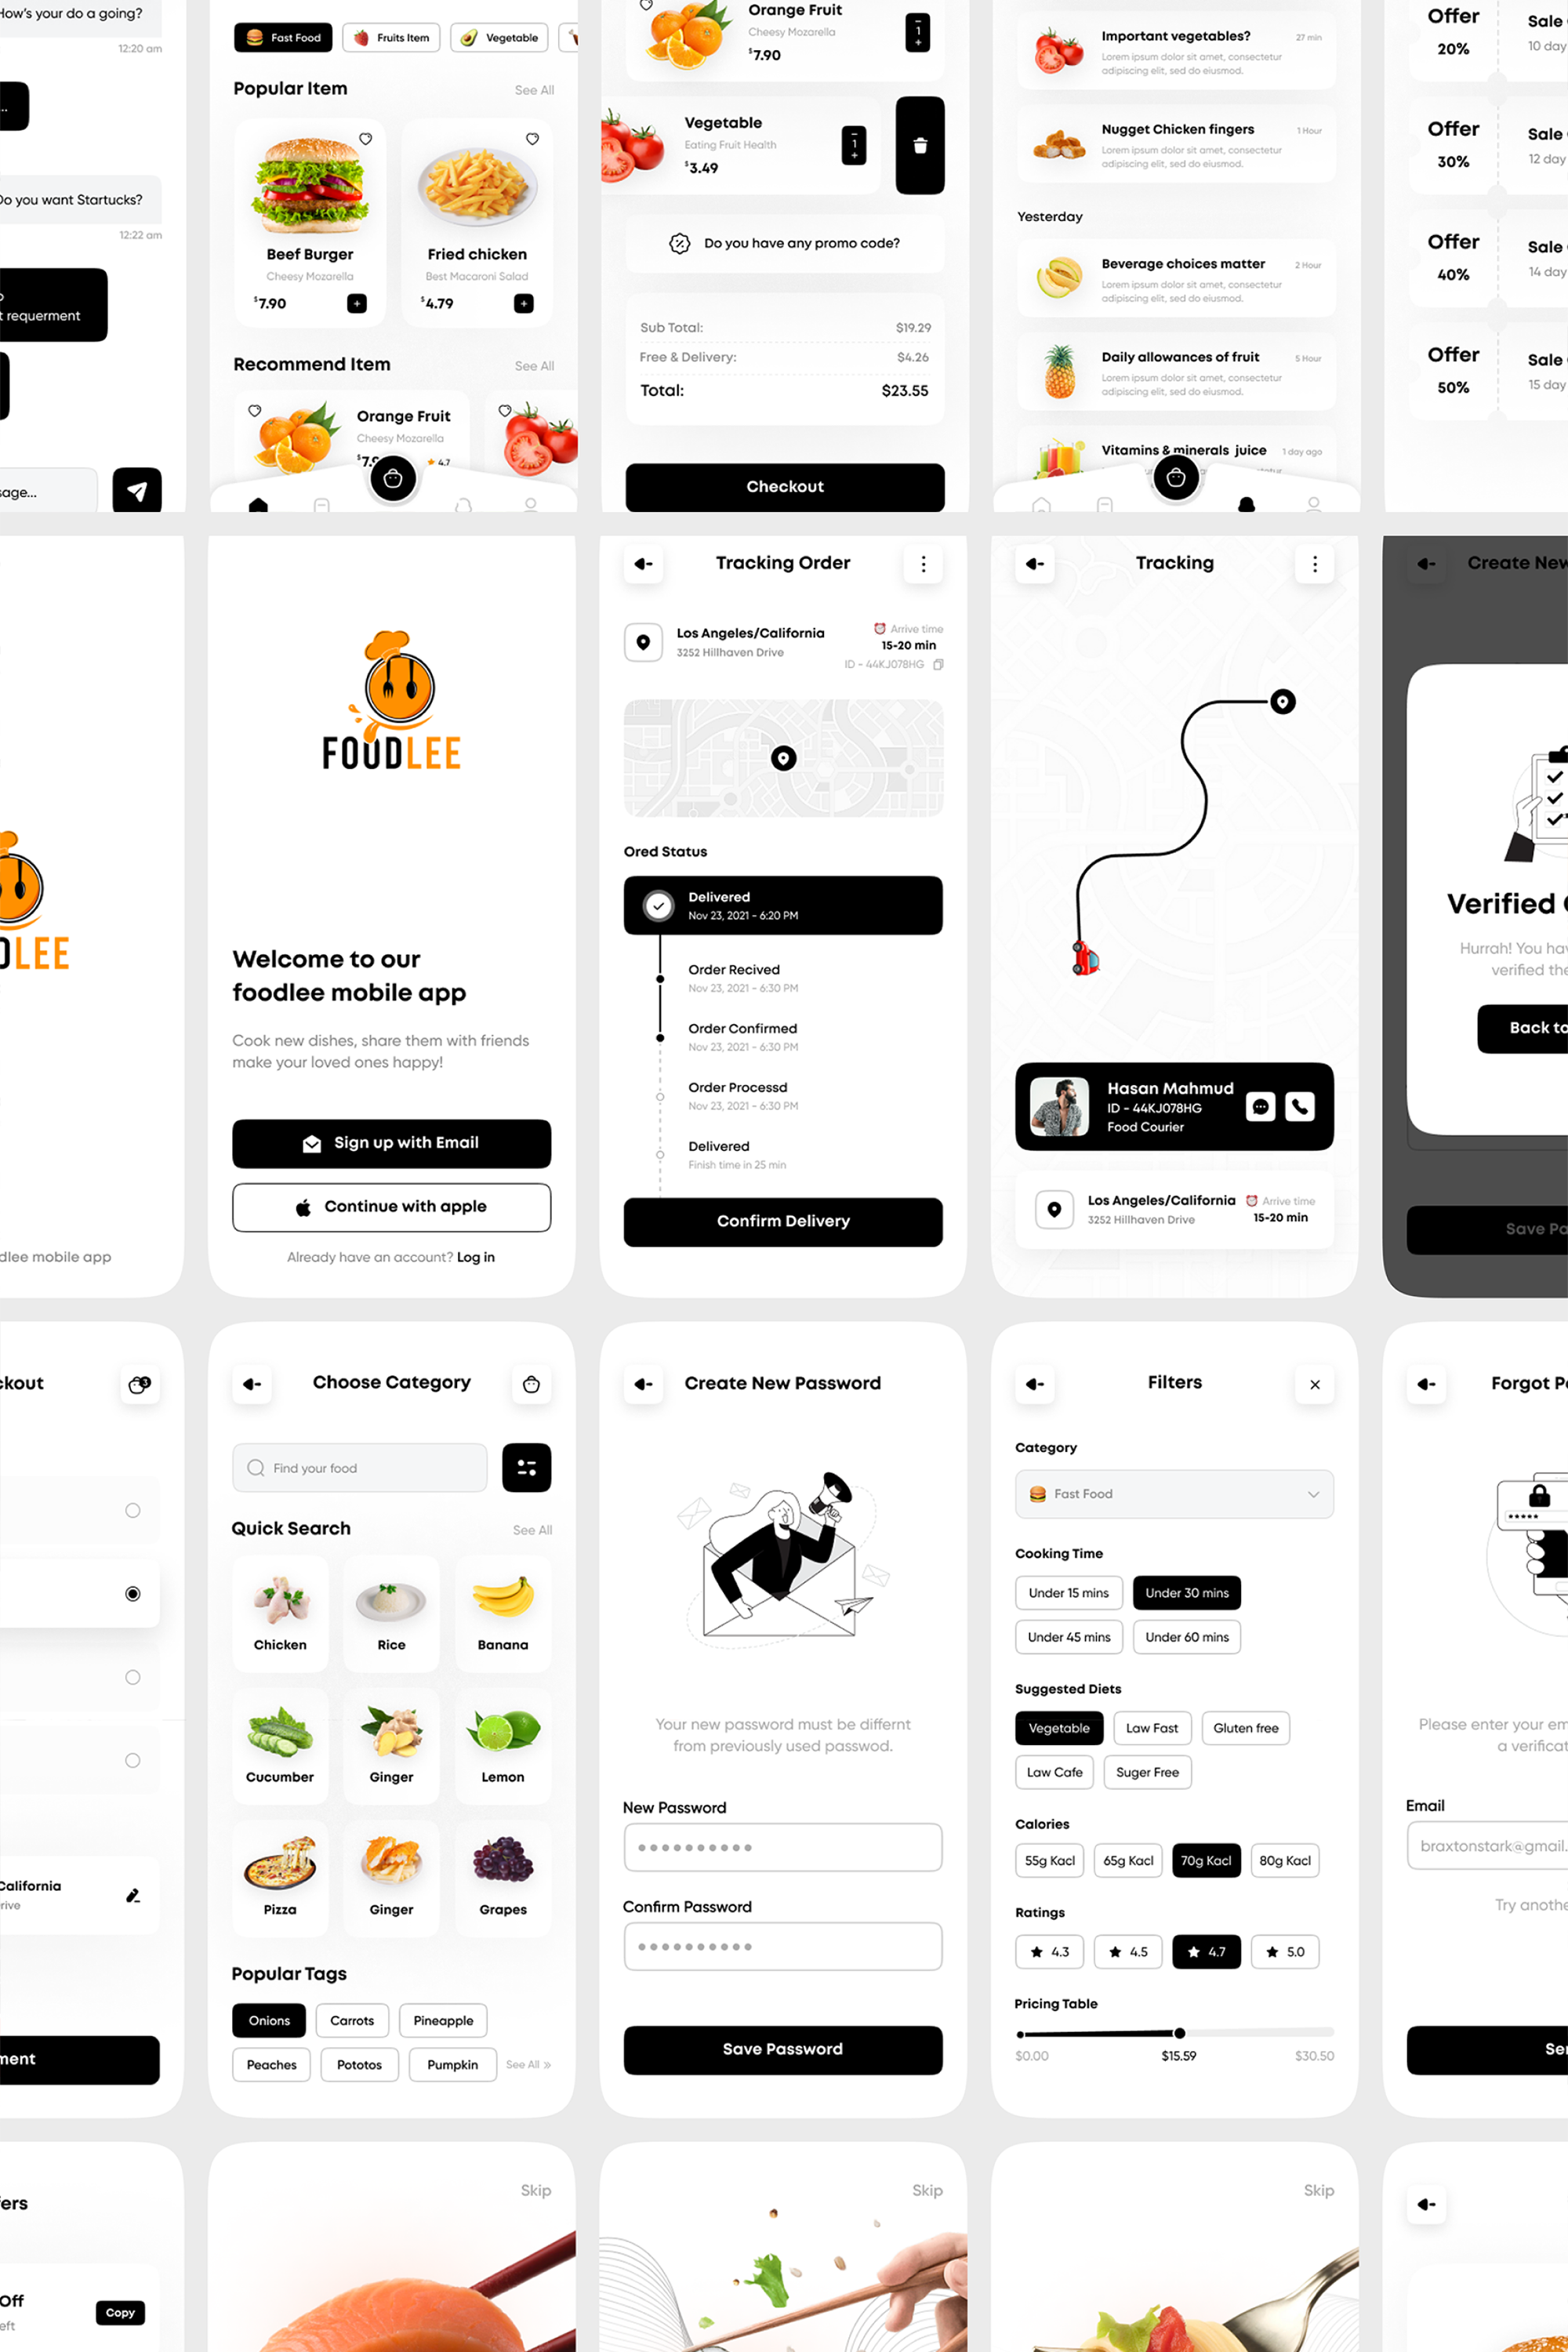 How's your do a going?
12:20 am
...
Do you want Startucks?
12:22 am
t requerment
sage...
Fast Food
Fruits Item
Vegetable
Popular Item
See All
Beef Burger
Cheesy Mozarella
$7.90
+
Fried chicken
Best Macaroni Salad
$4.79
+
Recommend Item
See All
Orange Fruit
Cheesy Mozarella
$7.9
4.7
Orange Fruit
Cheesy Mozarella
$7.90
1
+
Vegetable
Eating Fruit Health
$3.49
1
+
Do you have any promo code?
Sub Total: $19.29
Free & Delivery: $4.26
Total: $23.55
Checkout
Important vegetables?
27 min
Lorem ipsum dolor sit amet, consectetur
adipiscing elit, sed do eiusmod.
Nugget Chicken fingers
1 Hour
Lorem ipsum dolor sit amet, consectetur
adipiscing elit, sed do eiusmod.
Yesterday
Beverage choices matter
2 Hour
Lorem ipsum dolor sit amet, consectetur
adipiscing elit, sed do eiusmod.
Daily allowances of fruit
5 Hour
Lorem ipsum dolor sit amet, consectetur
adipiscing elit, sed do eiusmod.
Vitamins & minerals juice
1 day ago
Offer
20%
Sale
10 day
Offer
30%
Sale
12 day
Offer
40%
Sale
14 day
Offer
50%
Sale
15 day
LEE
dlee mobile app
FOODLEE
Welcome to our
foodlee mobile app
Cook new dishes, share them with friends
make your loved ones happy!
Sign up with Email
Continue with apple
Already have an account? Log in
Tracking Order
Los Angeles/California
3252 Hillhaven Drive
Arrive time
15-20 min
ID - 44KJ078HG
Ored Status
Delivered
Nov 23, 2021 - 6:20 PM
Order Recived
Nov 23, 2021 - 6:30 PM
Order Confirmed
Nov 23, 2021 - 6:30 PM
Order Processd
Nov 23, 2021 - 6:30 PM
Delivered
Finish time in 25 min
Confirm Delivery
Tracking
Hasan Mahmud
ID - 44KJ078HG
Food Courier
Los Angeles/California
3252 Hillhaven Drive
Arrive time
15-20 min
Create New
Verified
Hurrah! You hav
verified the
Back to
Save Pa
ckout
3
California
rive
ment
Choose Category
Find your food
Quick Search
See All
Chicken
Rice
Banana
Cucumber
Ginger
Lemon
Pizza
Ginger
Grapes
Popular Tags
Onions
Carrots
Pineapple
Peaches
Pototos
Pumpkin
See All »
Create New Password
Your new password must be differnt
from previously used passwod.
New Password
Confirm Password
Save Password
Filters
Category
Fast Food
Cooking Time
Under 15 mins
Under 30 mins
Under 45 mins
Under 60 mins
Suggested Diets
Vegetable
Law Fast
Gluten free
Law Cafe
Suger Free
Calories
55g Kacl
65g Kacl
70g Kacl
80g Kacl
Ratings
4.3
4.5
4.7
5.0
Pricing Table
$0.00
$15.59
$30.50
Forgot P
Please enter your em
a verificat
Email
braxtonstark@gmail.
Try anothe
Ser
fers
Off
eft
Copy
Skip
Skip
Skip